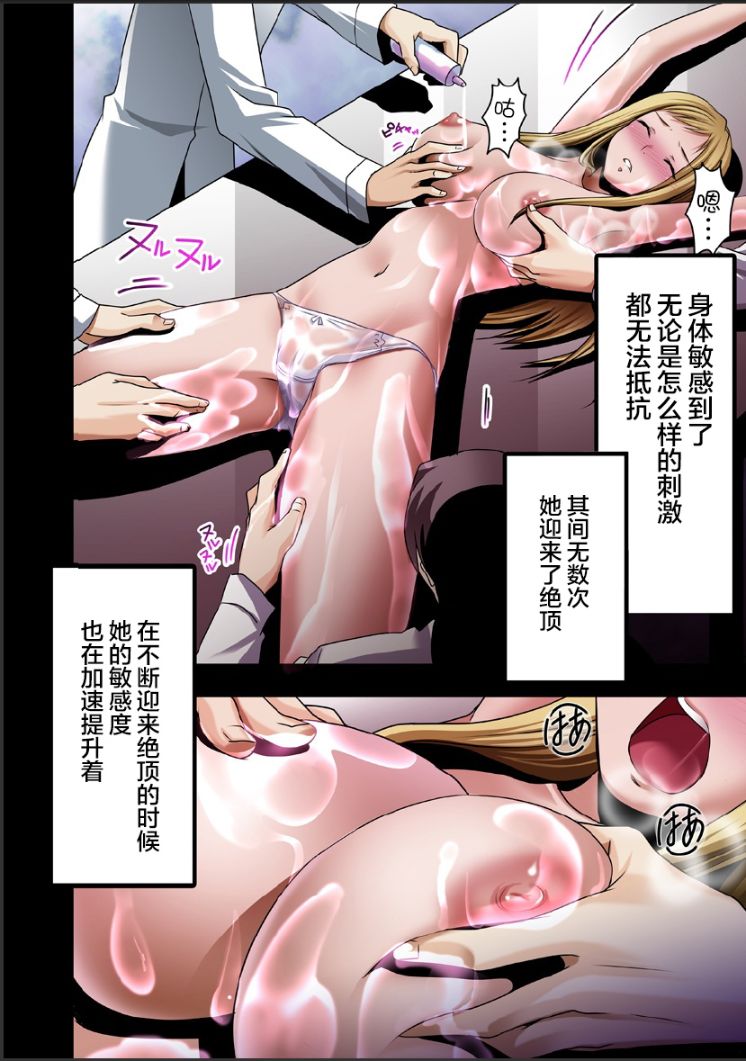 咕…
嗯…
身体敏感到了
无论是怎么样的刺激
都无法抵抗
ヌルヌル
其间无数次
她迎来了绝顶
ヌル
ヌル
在不断迎来绝顶的时候
她的敏感度
也在加速提升着
はあ
はあ